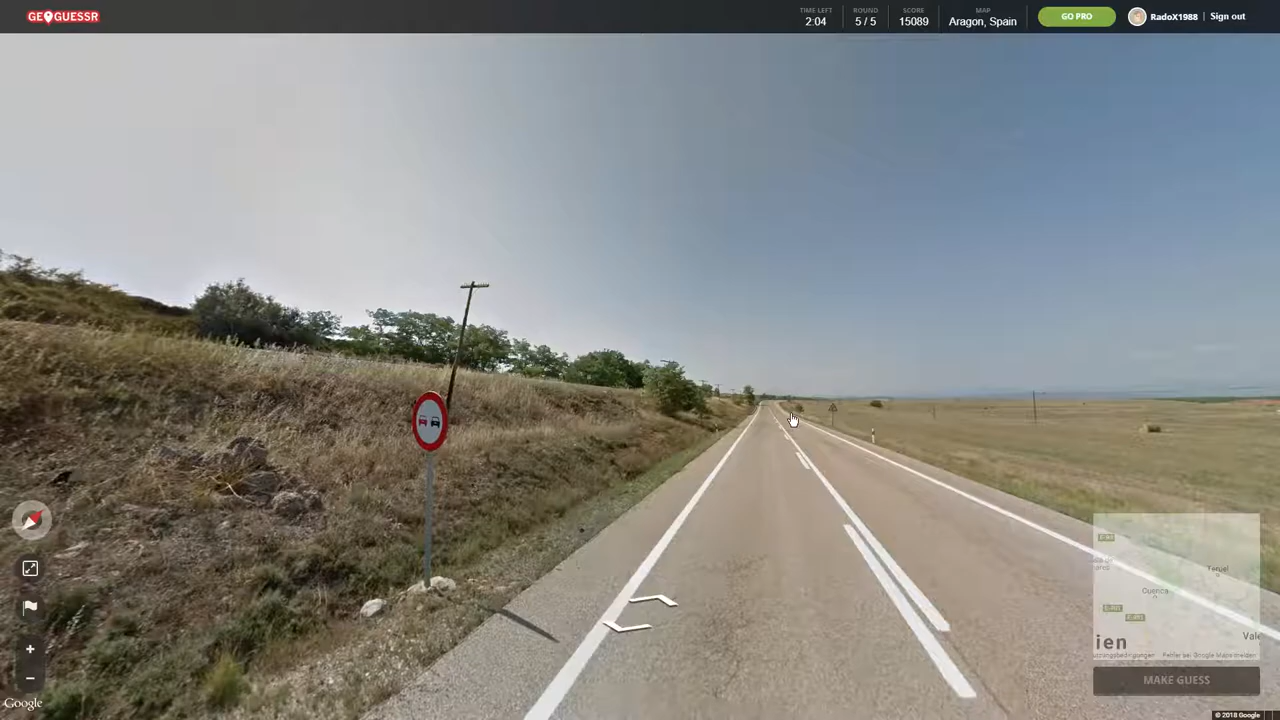 GEOGUESSR
TIME LEFT
2:04
ROUND
5 / 5
SCORE
15089
MAP
Aragon, Spain
GO PRO
RadoX1988
Sign out
Teruel
Cuenca
ien
Vale
MAKE GUESS
Google
© 2018 Google